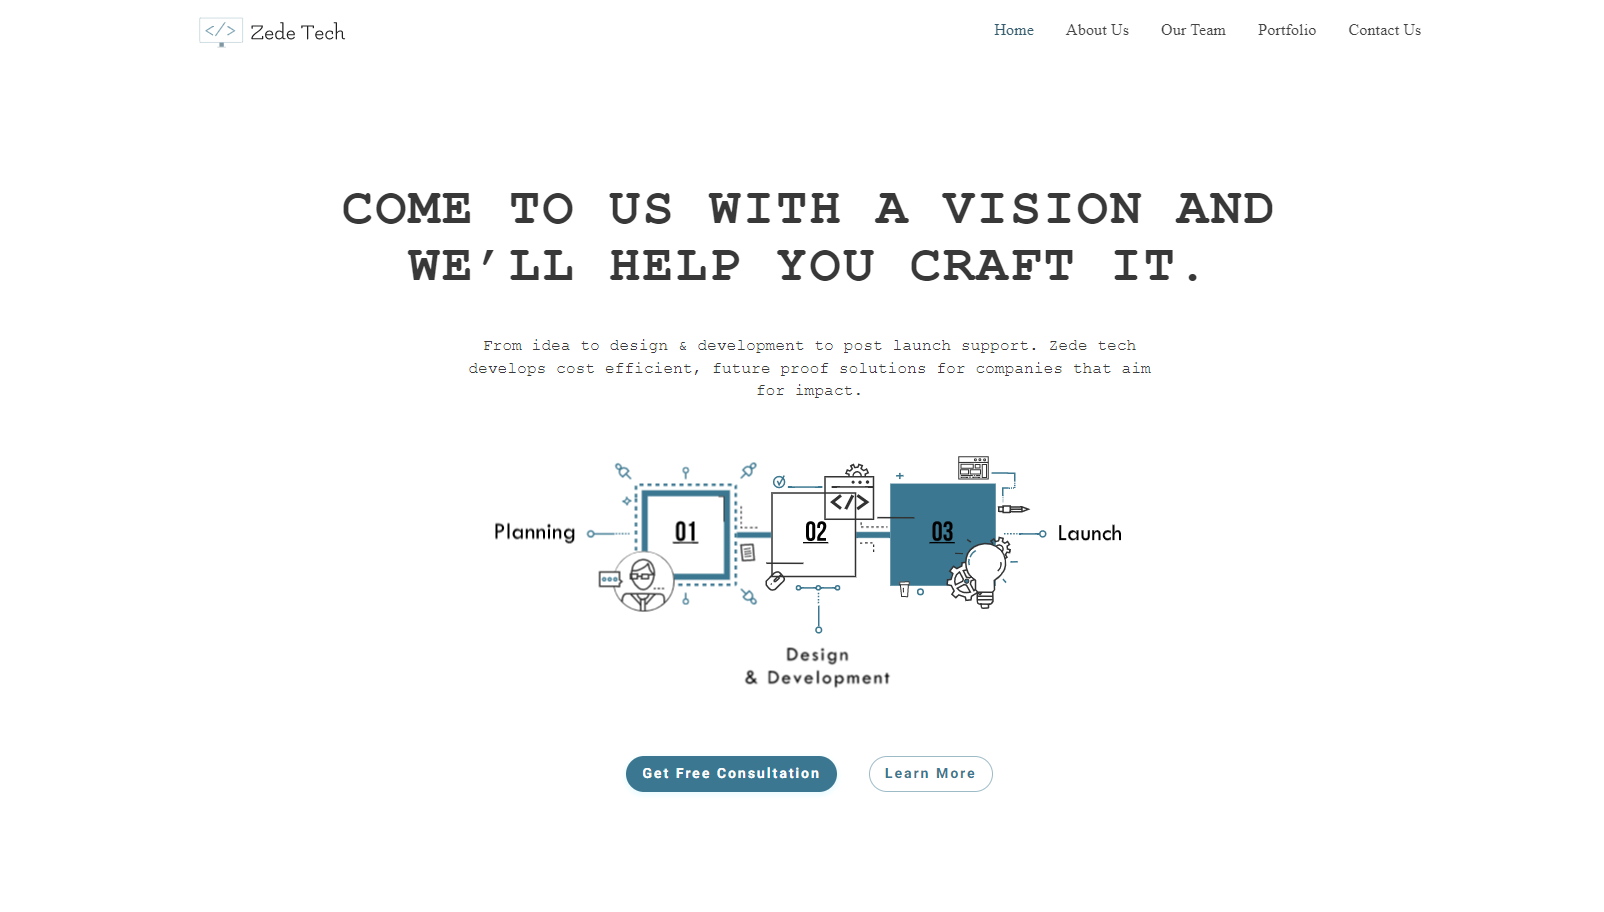 </> Zede Tech
Home About Us Our Team Portfolio Contact Us
COME TO US WITH A VISION AND
WE’LL HELP YOU CRAFT IT.
From idea to design & development to post launch support. Zede tech
develops cost efficient, future proof solutions for companies that aim
for impact.
</>
Planning 01 02 03 Launch
Design
& Development
Get Free Consultation Learn More